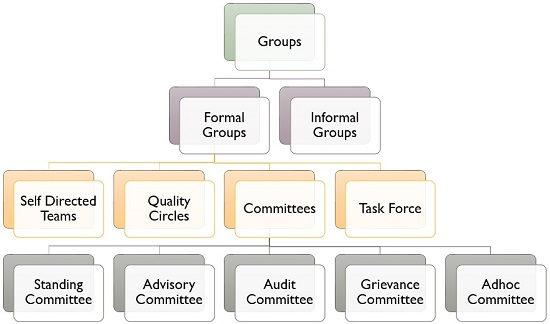 Groups
Formal
Groups
Informal
Groups
Self Directed
Teams
Quality
Circles
Committees
Task Force
Standing
Committee
Advisory
Committee
Audit
Committee
Grievance
Committee
Adhoc
Committee